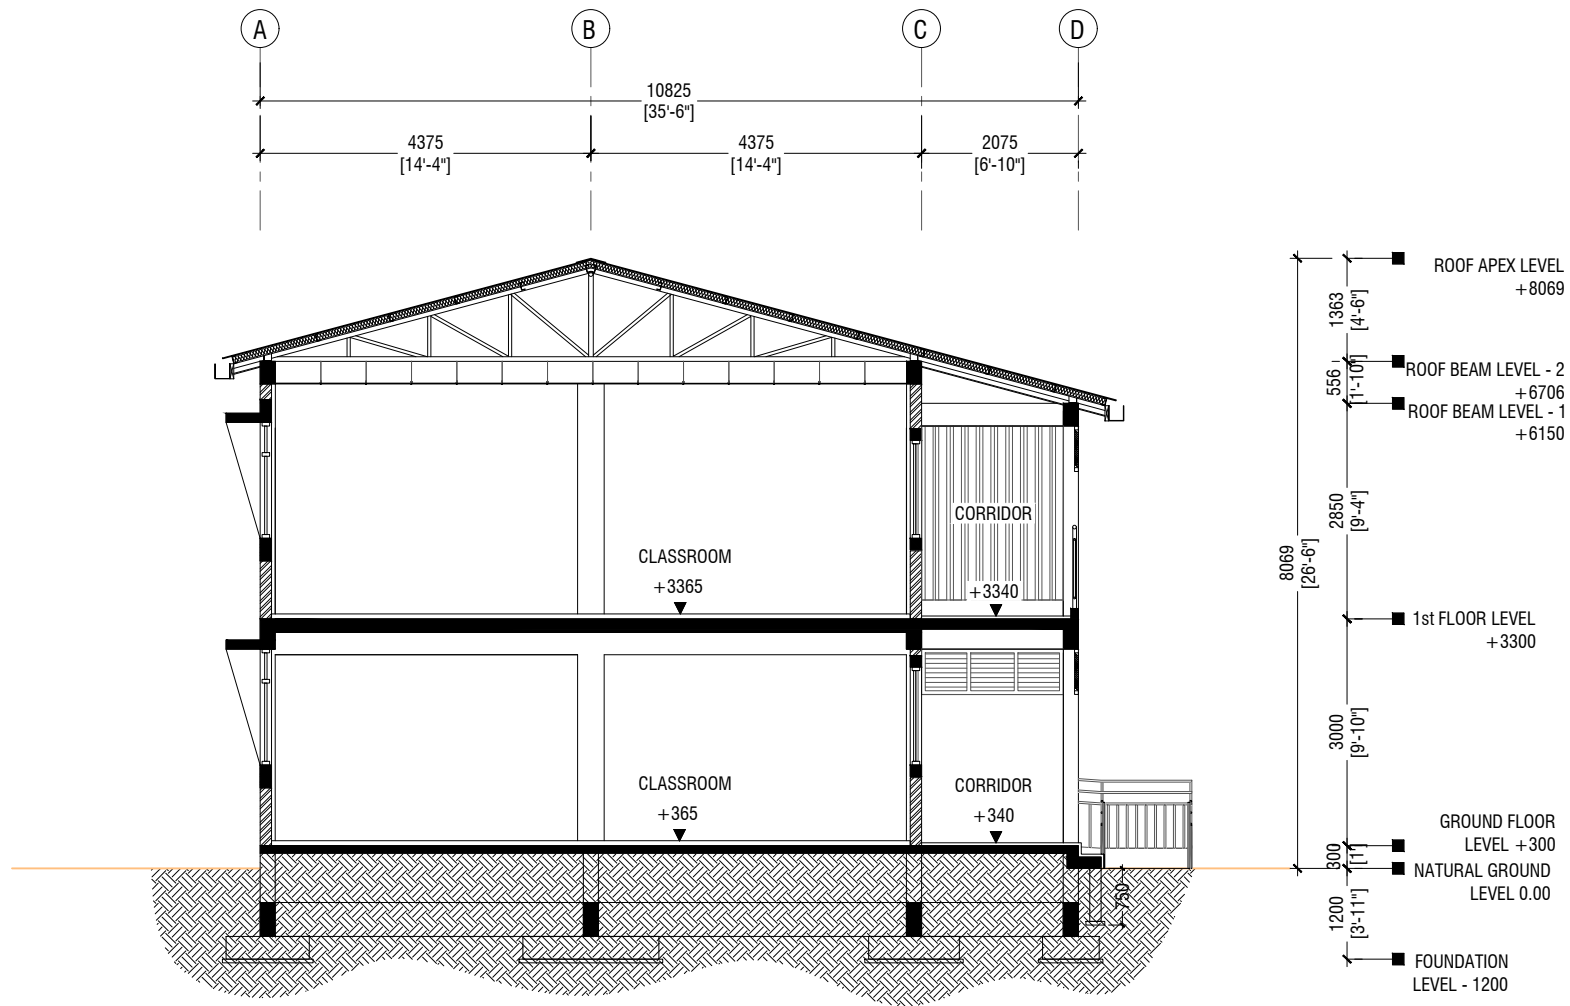 A
B
C
D
10825
[35'-6"]
4375
[14'-4"]
4375
[14'-4"]
2075
[6'-10"]
ROOF APEX LEVEL
+8069
1363
[4'-6"]
ROOF BEAM LEVEL - 2
+6706
556
[1'-10"]
ROOF BEAM LEVEL - 1
+6150
CORRIDOR
+3340
CLASSROOM
+3365
2850
[9'-4"]
8069
[26'-6"]
1st FLOOR LEVEL
+3300
3000
[9'-10"]
CLASSROOM
+365
CORRIDOR
+340
GROUND FLOOR
LEVEL +300
300
[1']
NATURAL GROUND
LEVEL 0.00
750
1200
[3'-11"]
FOUNDATION
LEVEL - 1200